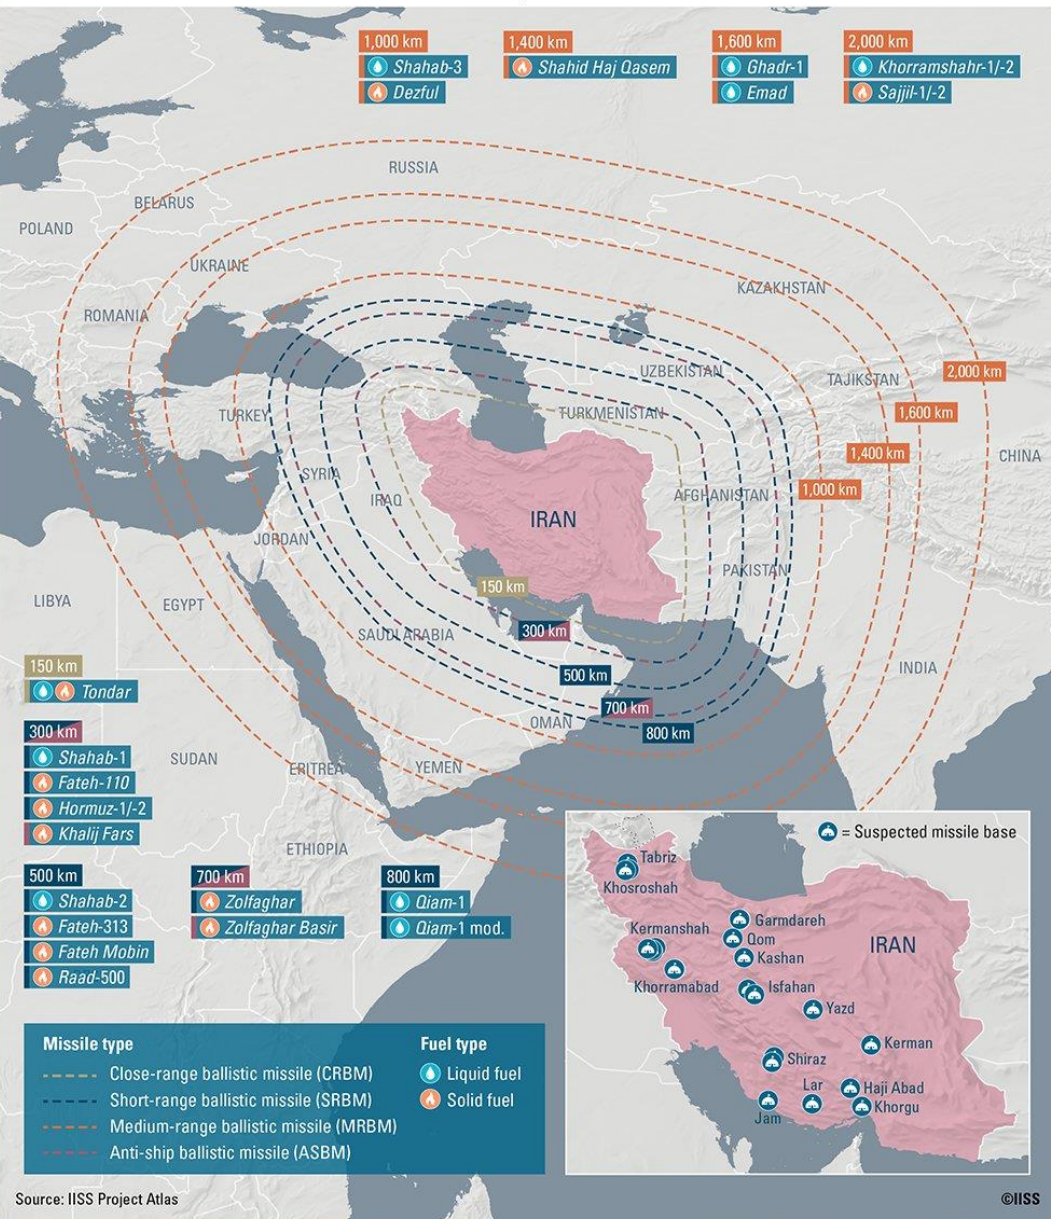 1,000 km
Shahab-3
Dezful
1,400 km
Shahid Haj Qasem
1,600 km
Ghadr-1
Emad
2,000 km
Khorramshahr-1/-2
Sajjil-1/-2
RUSSIA
BELARUS
POLAND
UKRAINE
KAZAKHSTAN
ROMANIA
UZBEKISTAN
TAJIKSTAN
2,000 km
TURKEY
TURKMENISTAN
1,600 km
1,400 km
CHINA
SYRIA
IRAQ
AFGHANISTAN
1,000 km
IRAN
JORDAN
PAKISTAN
150 km
LIBYA
EGYPT
SAUDI ARABIA
300 km
INDIA
500 km
700 km
OMAN
800 km
SUDAN
ERITREA
YEMEN
ETHIOPIA
150 km
Tondar
300 km
Shahab-1
Fateh-110
Hormuz-1/-2
Khalij Fars
500 km
Shahab-2
Fateh-313
Fateh Mobin
Raad-500
700 km
Zolfaghar
Zolfaghar Basir
800 km
Qiam-1
Qiam-1 mod.
= Suspected missile base
Tabriz
Khosroshah
Garmdareh
Kermanshah
Qom
IRAN
Kashan
Khorramabad
Isfahan
Yazd
Kerman
Shiraz
Lar
Haji Abad
Khorgu
Jam
Missile type
Close-range ballistic missile (CRBM)
Short-range ballistic missile (SRBM)
Medium-range ballistic missile (MRBM)
Anti-ship ballistic missile (ASBM)
Fuel type
Liquid fuel
Solid fuel
Source: IISS Project Atlas
©IISS